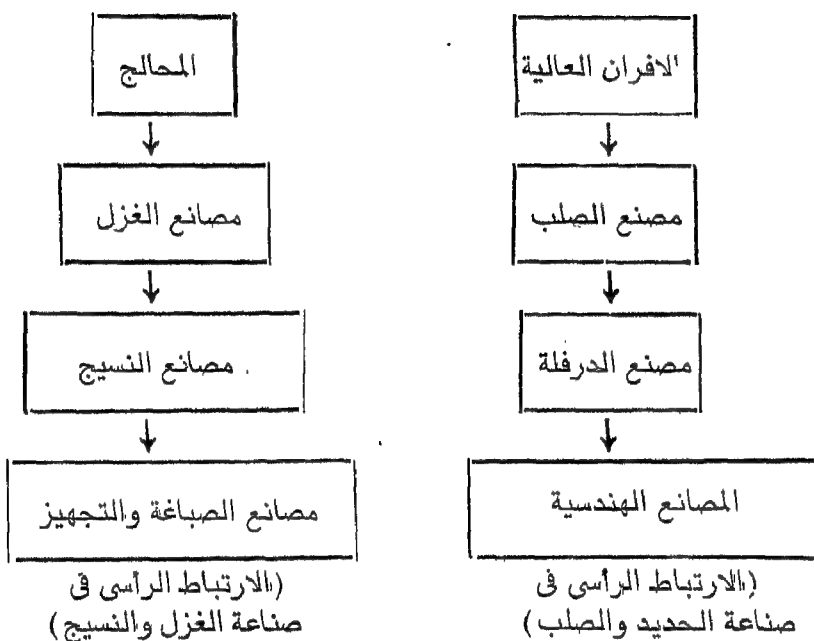 الافران العالية
مصنع الصلب
مصنع الدرفلة
المصانع الهندسية
(الارتباط الرأسى فى
صناعة الحديد والصلب)
المحالج
مصانع الغزل
مصانع النسيج
مصانع الصباغة والتجهيز
(الارتباط الرأسى فى
صناعة الغزل والنسيج)